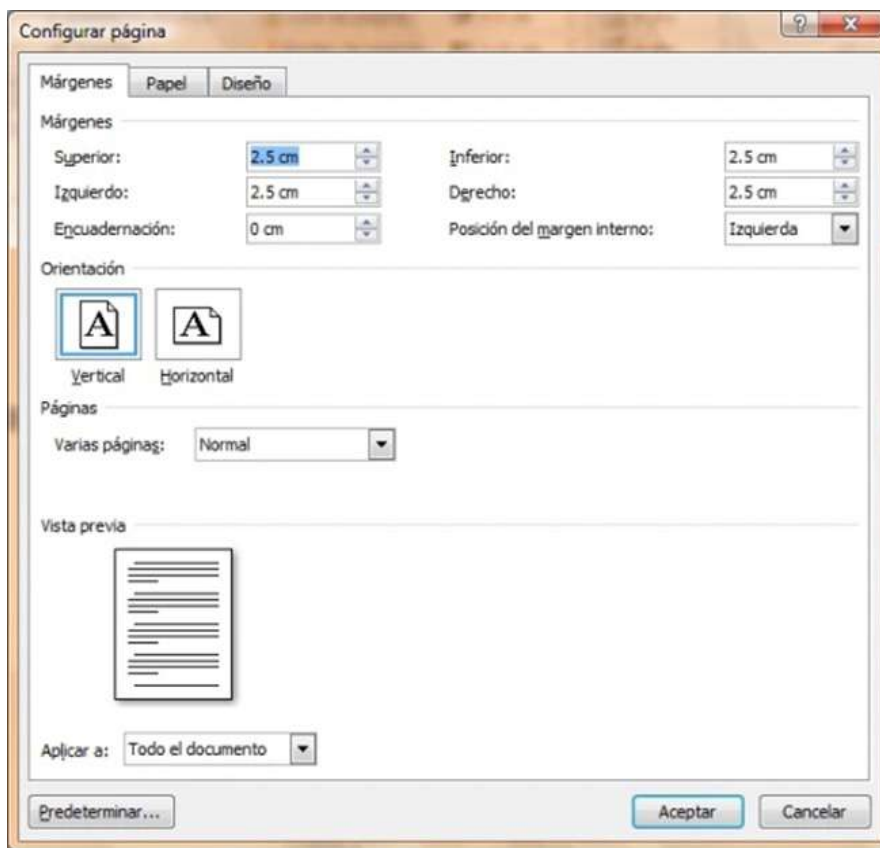 Configurar página
Márgenes Papel Diseño
Márgenes
Superior: 2.5 cm Inferior: 2.5 cm
Izquierdo: 2.5 cm Derecho: 2.5 cm
Encuadernación: 0 cm Posición del margen interno: Izquierda
Orientación
A A
Vertical Horizontal
Páginas
Varias páginas: Normal
Vista previa
Aplicar a: Todo el documento
Predeterminar... Aceptar Cancelar